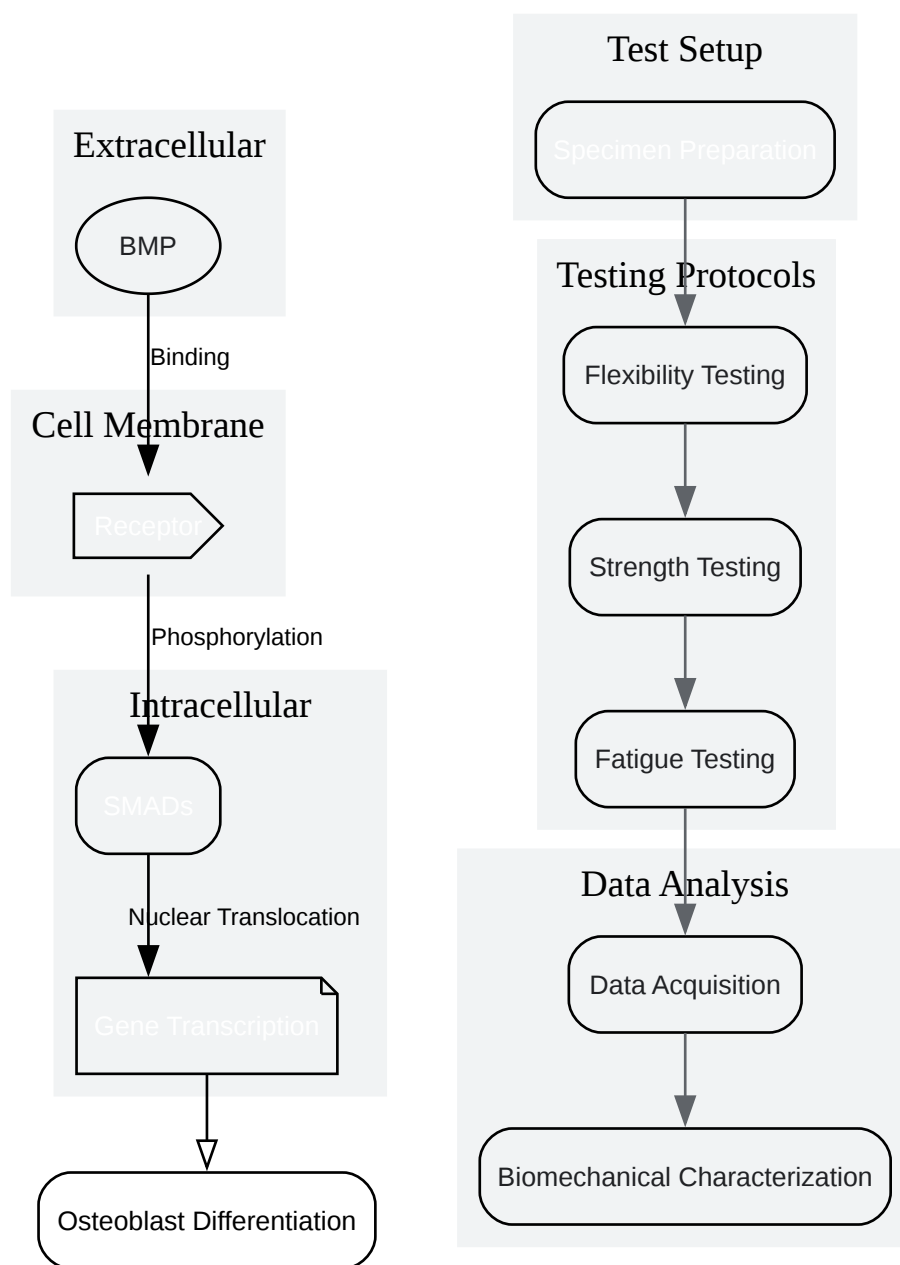 Extracellular
BMP
Binding
Cell Membrane
Receptor
Phosphorylation
Intracellular
SMADs
Nuclear Translocation
Gene Transcription
Osteoblast Differentiation
Test Setup
Specimen Preparation
Testing Protocols
Flexibility Testing
Strength Testing
Fatigue Testing
Data Analysis
Data Acquisition
Biomechanical Characterization